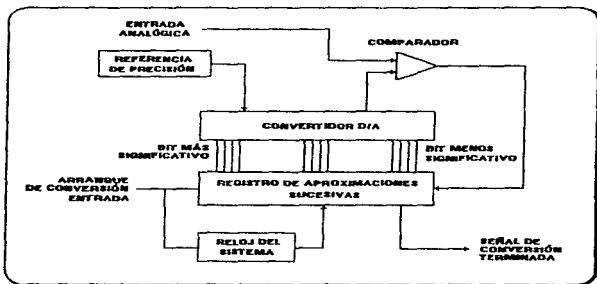 ENTRADA
ANALÓGICA
COMPARADOR
REFERENCIA
DE PRECISIÓN
CONVERTIDOR D/A
BIT MÁS
SIGNIFICATIVO
BIT MENOS
SIGNIFICATIVO
ARRANQUE
DE CONVERSIÓN
ENTRADA
REGISTRO DE APROXIMACIONES
SUCESIVAS
RELOJ DEL
SISTEMA
SEÑAL DE
CONVERSIÓN
TERMINADA